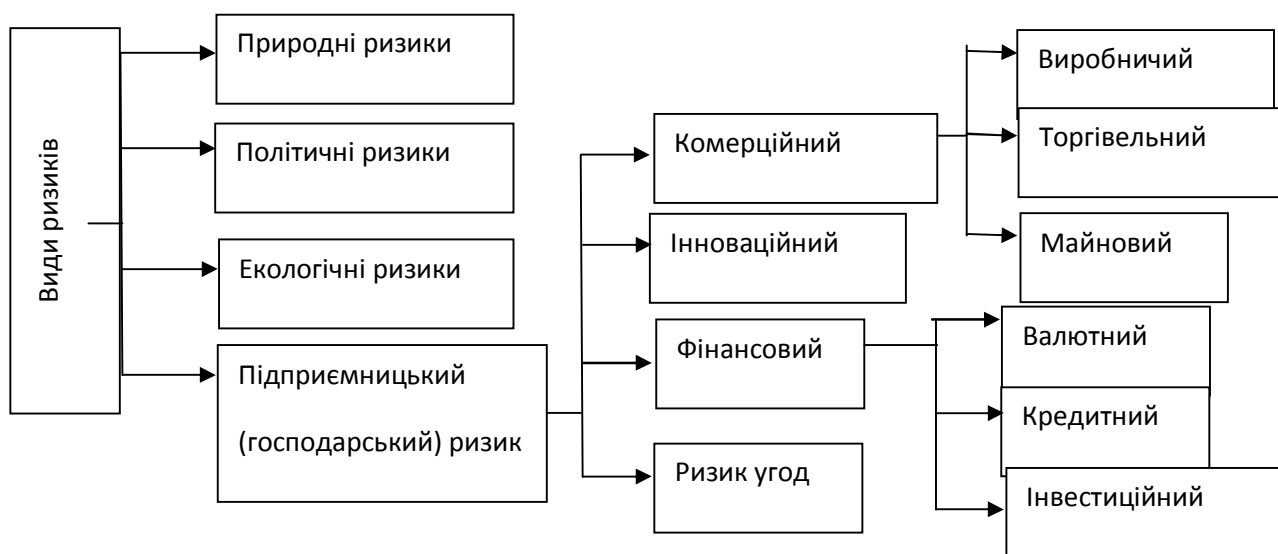 Види ризиків
Природні ризики
Політичні ризики
Екологічні ризики
Підприємницький
(господарський) ризик
Комерційний
Інноваційний
Фінансовий
Ризик угод
Виробничий
Торгівельний
Майновий
Валютний
Кредитний
Інвестиційний